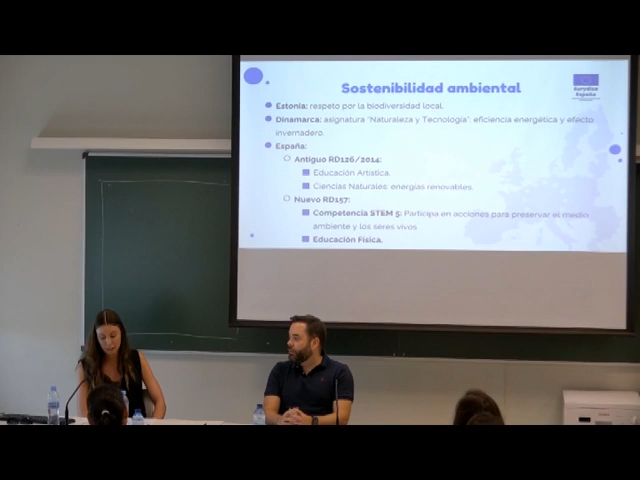 Sostenibilidad ambiental
Eurydice
España
Estonia: respeto por la biodiversidad local.
Dinamarca: asignatura "Naturaleza y Tecnología": eficiencia energética y efecto
invernadero.
España:
Antiguo RD126/2014:
Educación Artística.
Ciencias Naturales: energías renovables.
Nuevo RD157:
Competencia STEM 5: Participa en acciones para preservar el medio
ambiente y los seres vivos
Educación Física.